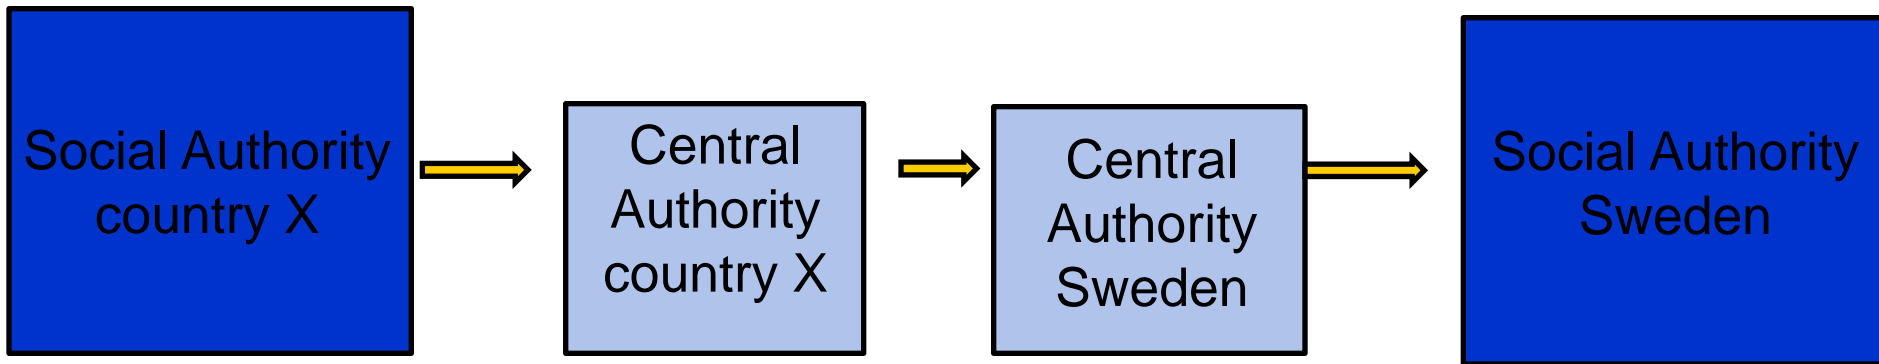 Social Authority
country X
Central
Authority
country X
Central
Authority
Sweden
Social Authority
Sweden